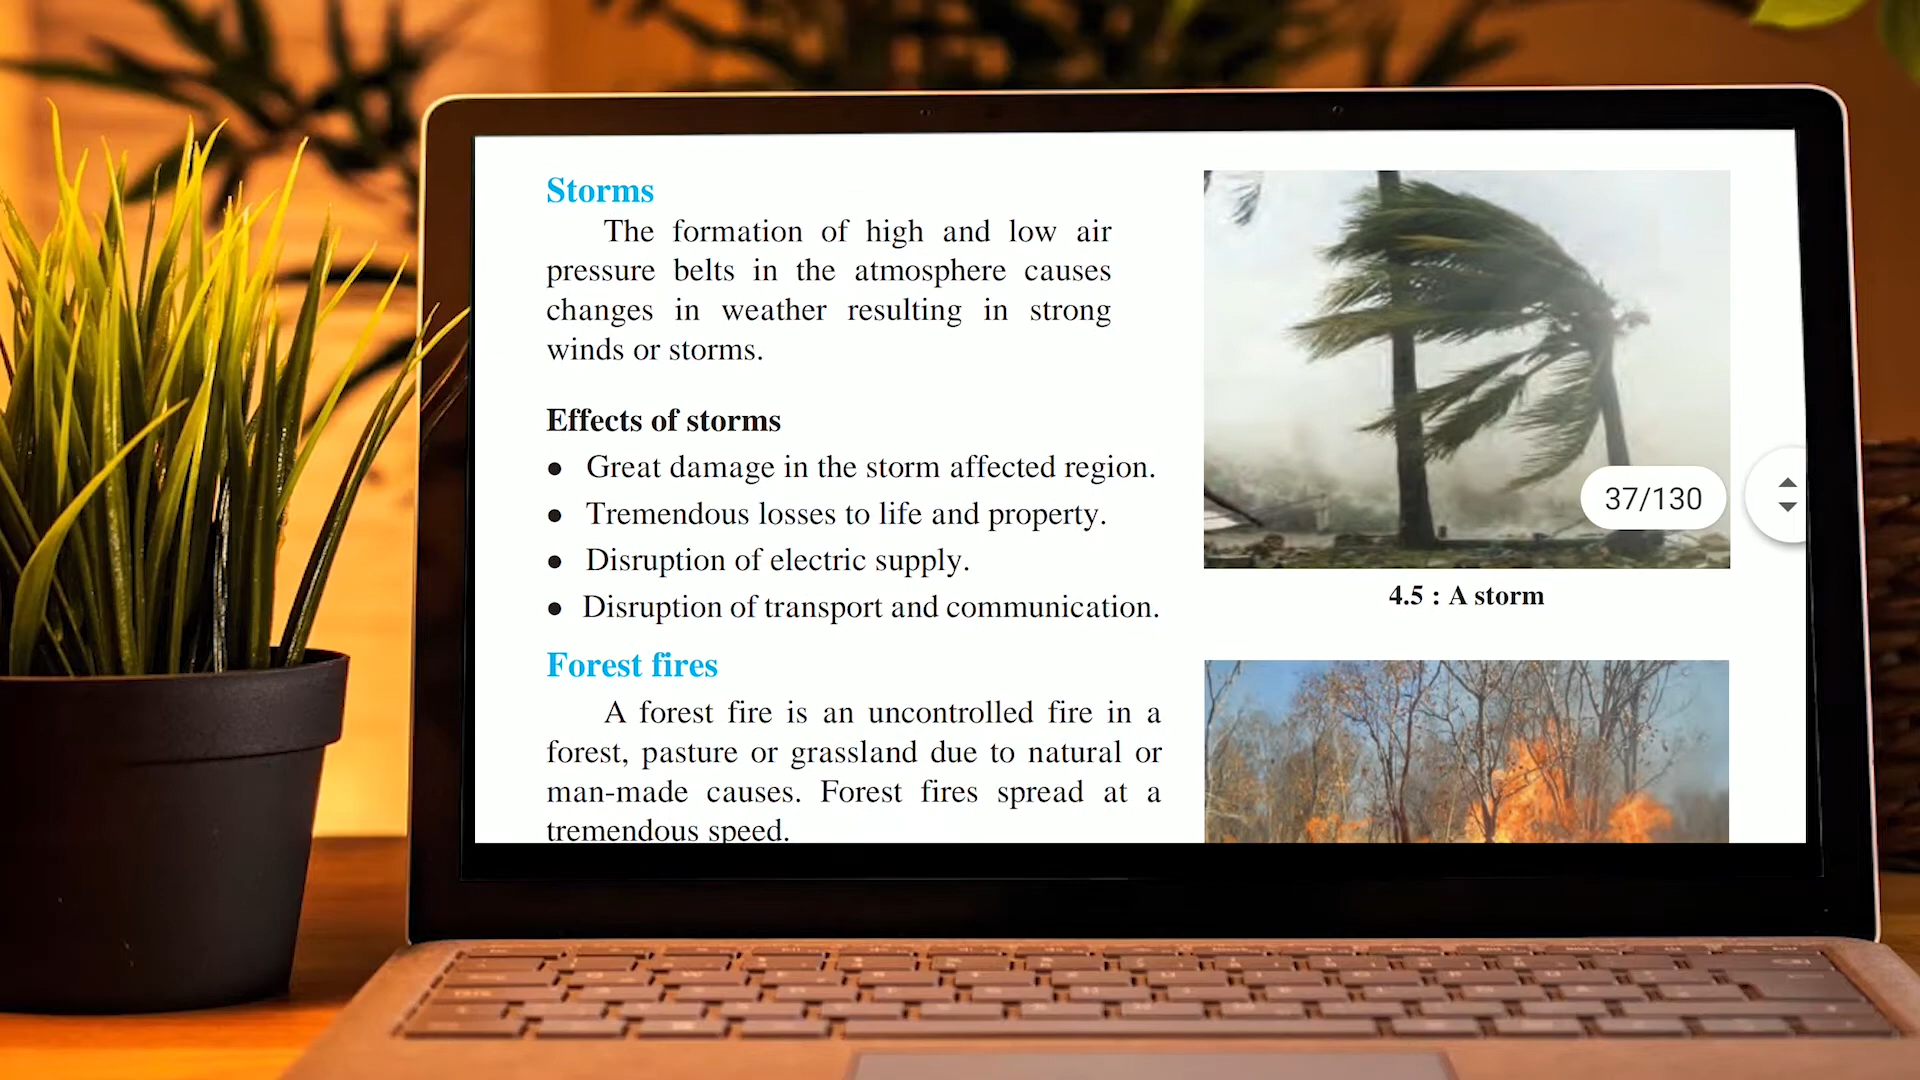 Storms
The formation of high and low air
pressure belts in the atmosphere causes
changes in weather resulting in strong
winds or storms.
Effects of storms
● Great damage in the storm affected region.
● Tremendous losses to life and property.
● Disruption of electric supply.
● Disruption of transport and communication.
37/130
4.5 : A storm
Forest fires
A forest fire is an uncontrolled fire in a
forest, pasture or grassland due to natural or
man-made causes. Forest fires spread at a
tremendous speed.